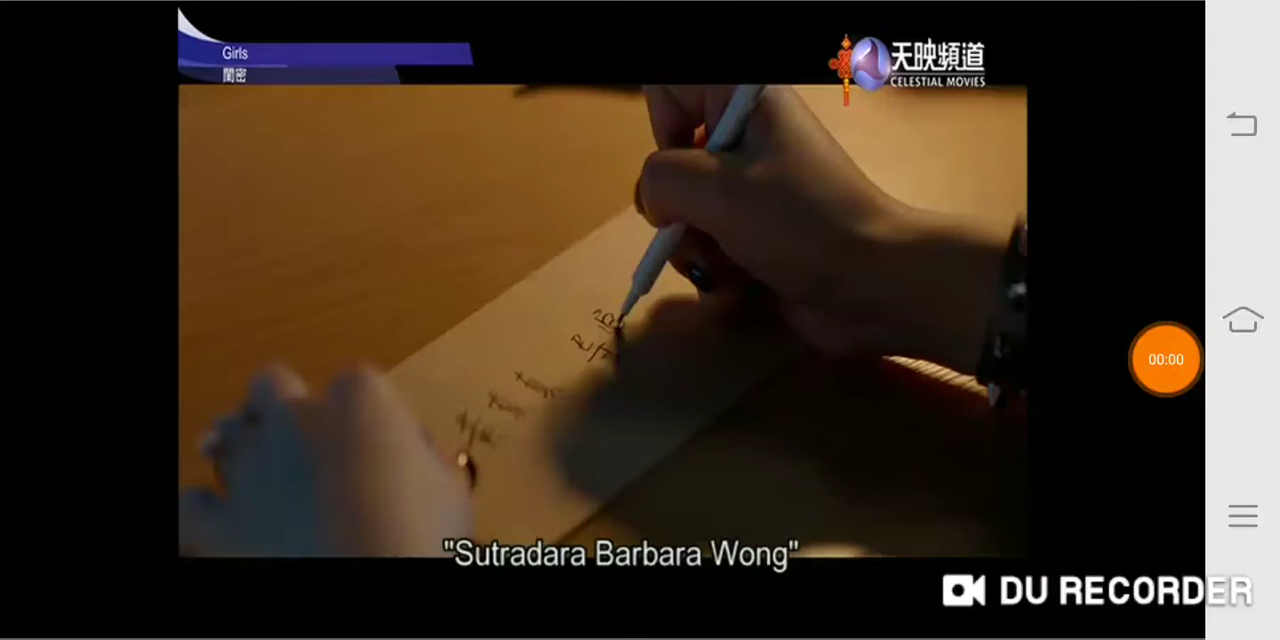 Girls
閨密
天映頻道
CELESTIAL MOVIES
00:00
"Sutradara Barbara Wong"
DU RECORDER